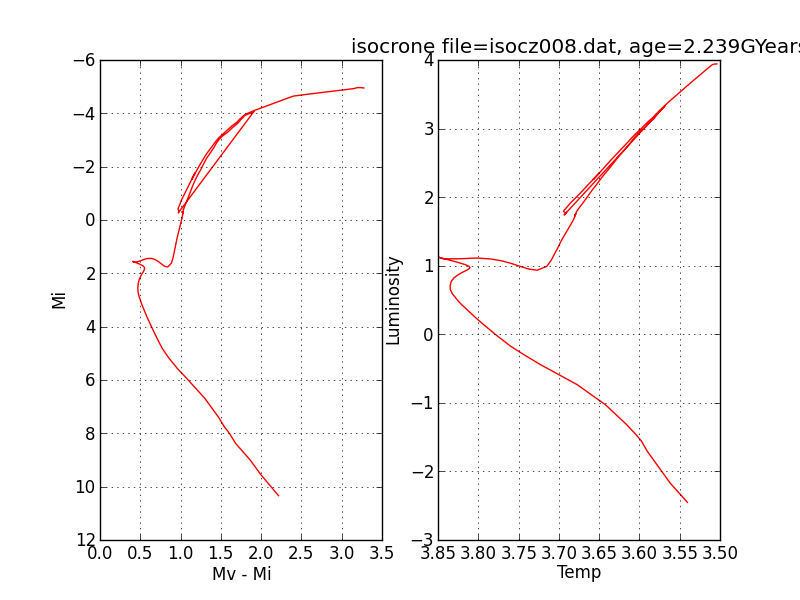 isocrone file=isocz008.dat, age=2.239GYears
−6
−4
−2
0
2
4
6
8
10
12
Mi
0.0 0.5 1.0 1.5 2.0 2.5 3.0 3.5
Mv - Mi
4
3
2
1
0
−1
−2
−3
Luminosity
3.85 3.80 3.75 3.70 3.65 3.60 3.55 3.50
Temp